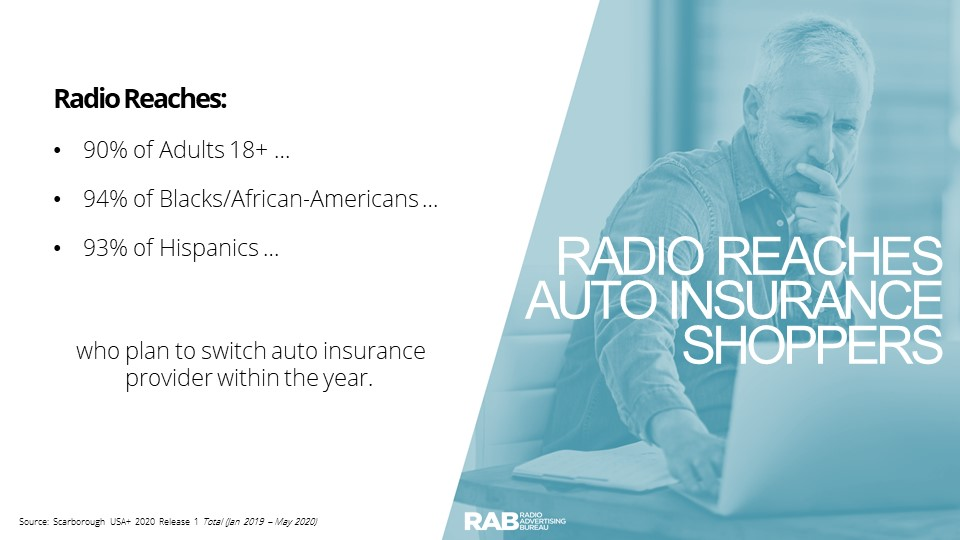 Radio Reaches:
• 90% of Adults 18+ ...
• 94% of Blacks/African-Americans ...
• 93% of Hispanics ...
who plan to switch auto insurance
provider within the year.
RADIO REACHES
AUTO INSURANCE
SHOPPERS
Source: Scarborough USA+ 2020 Release 1 Total (Jan 2019 – May 2020)
RAB RADIO
ADVERTISING
BUREAU